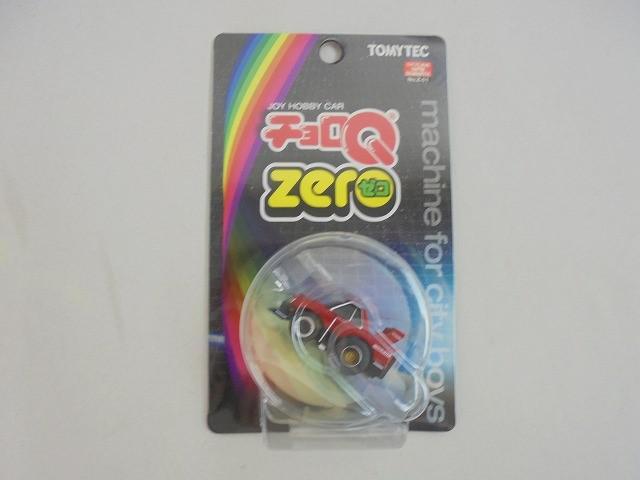 TOMYTEC
JOY HOBBY CAR
チョロQ
zero
ゼロ
machine for city boys